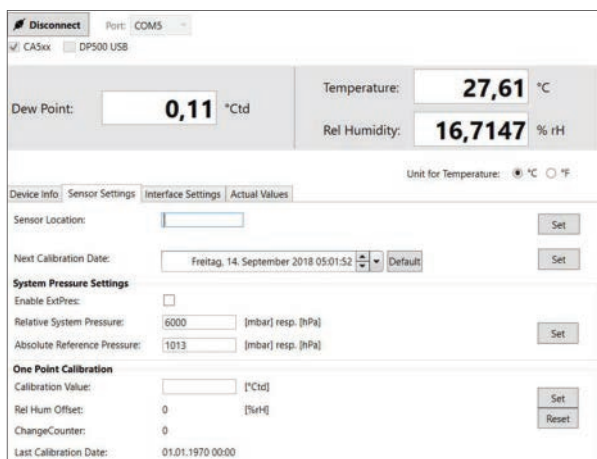 Disconnect Port: COM5
CA5xx DP500 USB
Dew Point: 0,11 °Ctd
Temperature: 27,61 °C
Rel Humidity: 16,7147 % rH
Unit for Temperature: °C °F
Device Info Sensor Settings Interface Settings Actual Values
Sensor Location: Set
Next Calibration Date: Freitag, 14. September 2018 05:01:52 Default Set
System Pressure Settings
Enable ExtPres:
Relative System Pressure: 6000 [mbar] resp. [hPa]
Set
Absolute Reference Pressure: 1013 [mbar] resp. [hPa]
One Point Calibration
Calibration Value: [°Ctd]
Set
Rel Hum Offset: 0 [%rH]
Reset
ChangeCounter: 0
Last Calibration Date: 01.01.1970 00:00